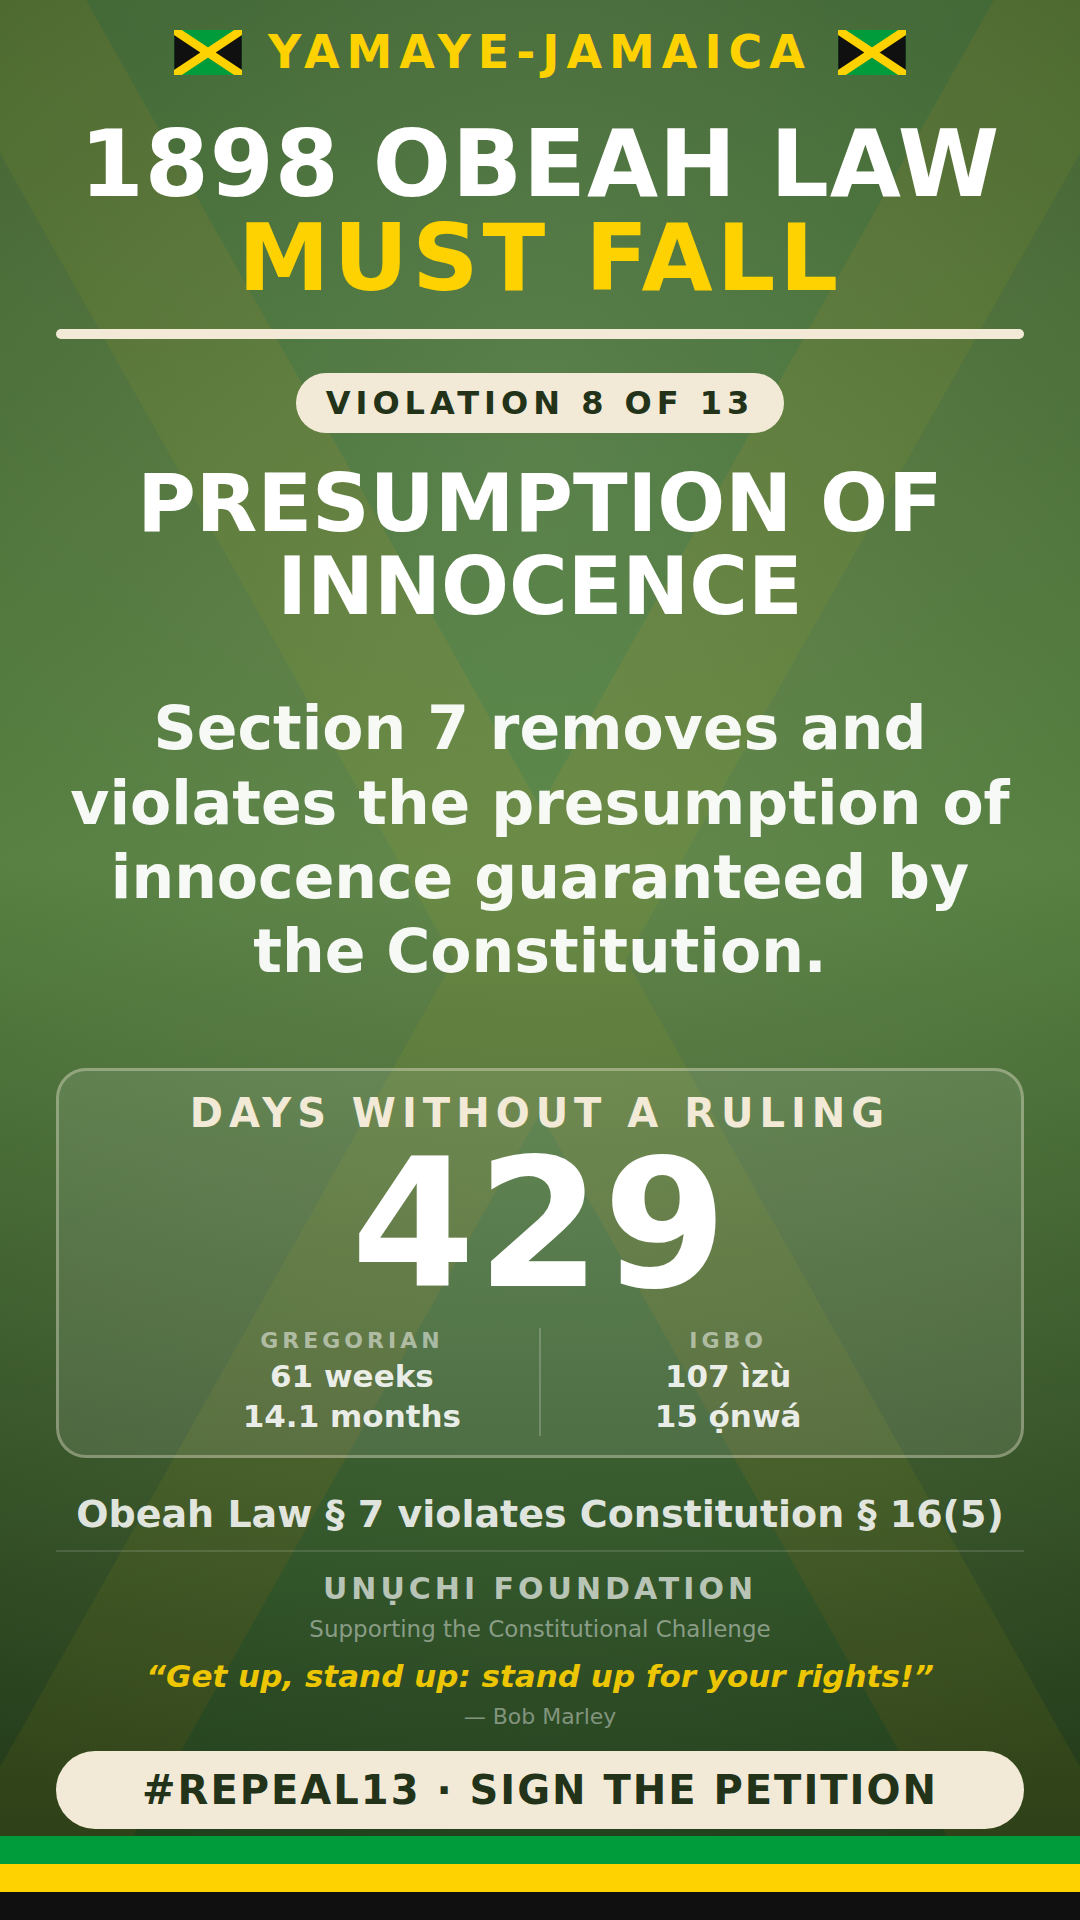 YAMAYE-JAMAICA
1898 OBEAH LAW
MUST FALL
VIOLATION 8 OF 13
PRESUMPTION OF
INNOCENCE
Section 7 removes and
violates the presumption of
innocence guaranteed by
the Constitution.
DAYS WITHOUT A RULING
429
GREGORIAN
61 weeks
14.1 months
IGBO
107 ìzù
15 ọ́nwá
Obeah Law § 7 violates Constitution § 16(5)
UNỤCHI FOUNDATION
Supporting the Constitutional Challenge
“Get up, stand up: stand up for your rights!”
— Bob Marley
#REPEAL13 · SIGN THE PETITION